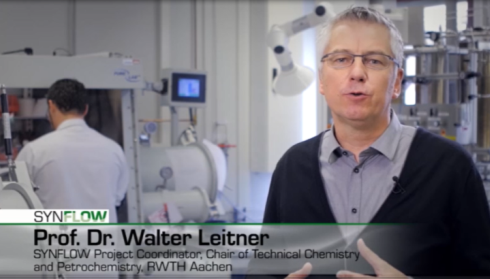 SYNFLOW
Prof. Dr. Walter Leitner
SYNFLOW Project Coordinator, Chair of Technical Chemistry
and Petrochemistry, RWTH Aachen